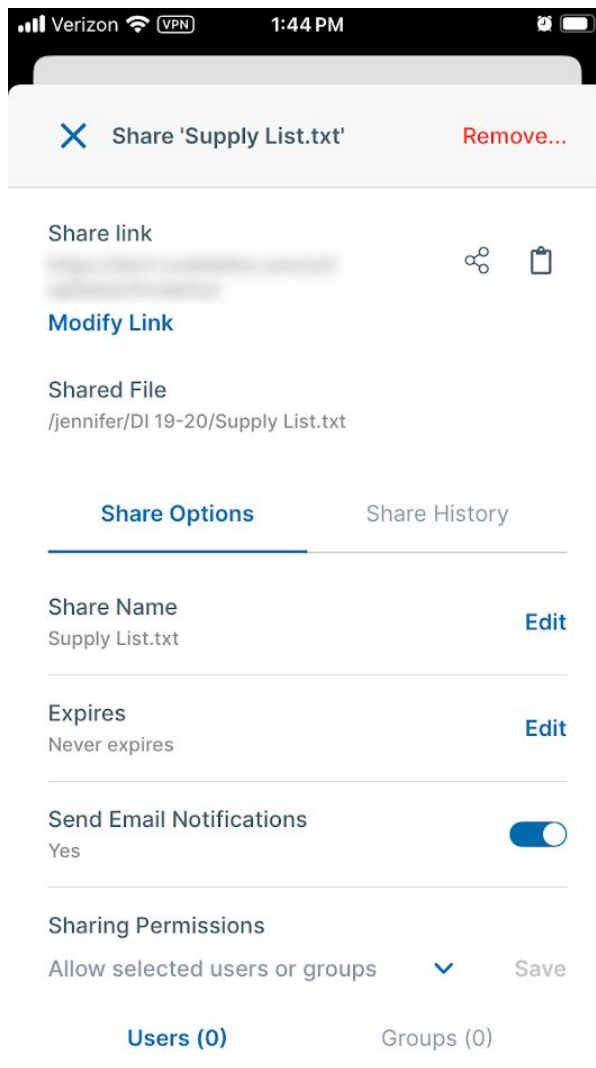 Verizon VPN 1:44 PM
Share 'Supply List.txt' Remove...
Share link
Modify Link
Shared File
/jennifer/DI 19-20/Supply List.txt
Share Options Share History
Share Name
Edit
Supply List.txt
Expires
Edit
Never expires
Send Email Notifications
Yes
Sharing Permissions
Allow selected users or groups Save
Users (0) Groups (0)